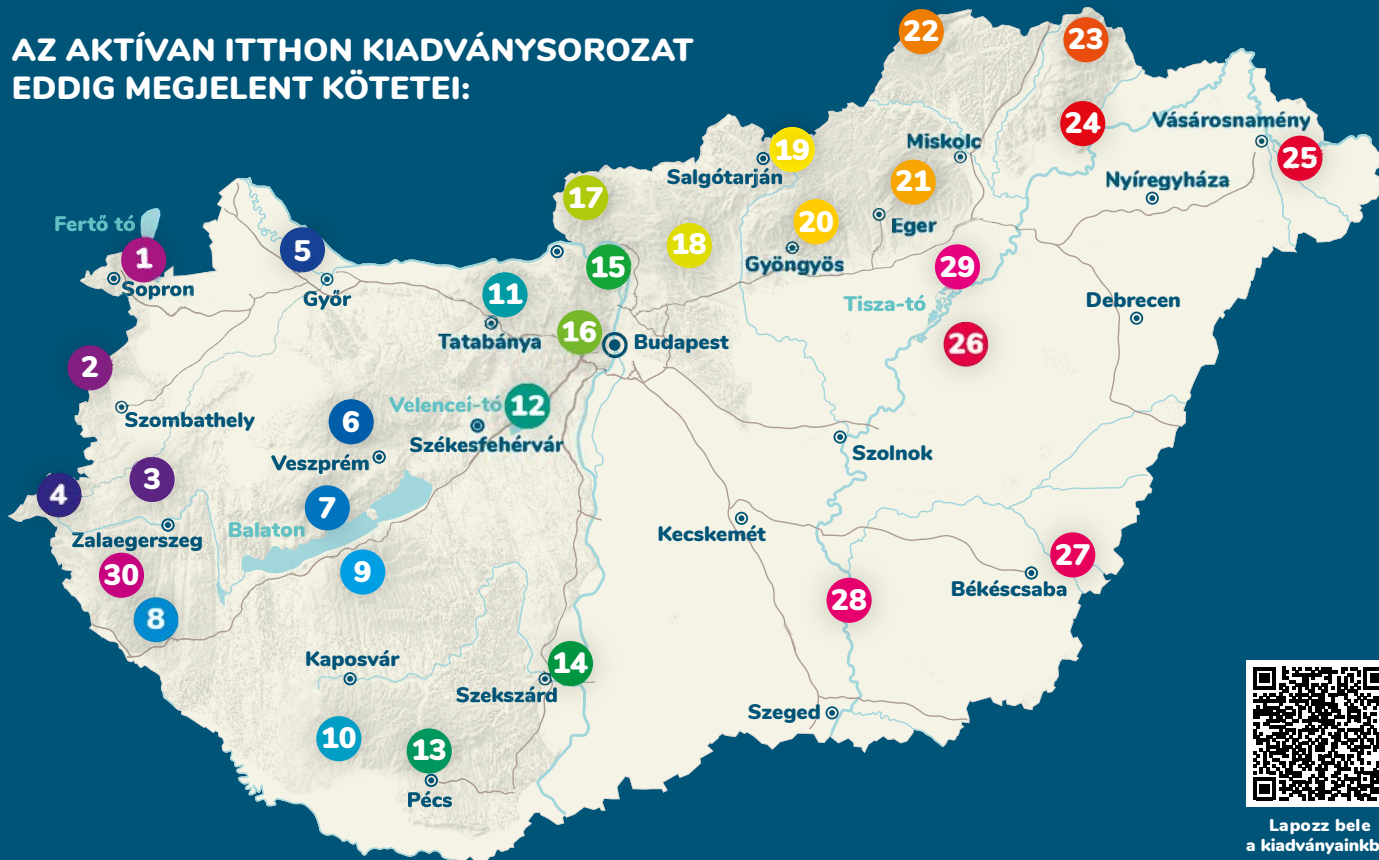 AZ AKTÍVAN ITTHON KIADVÁNYSOROZAT
EDDIG MEGJELENT KÖTETEI:
22
23
24
Vásárosnamény
19
Miskolc
25
Salgótarján
21
Nyíregyháza
17
20
Eger
Fertő tó
18
5
15
Gyöngyös
29
1
Sopron
Győr
11
Tisza-tó
Debrecen
16
Tatabánya
Budapest
26
2
Velencei-tó
12
Szombathely
6
Székesfehérvár
Veszprém
Szolnok
3
4
7
Balaton
Zalaegerszeg
Kecskemét
30
9
27
Békéscsaba
8
28
Kaporvár
14
Szekszárd
Szeged
10
13
Pécs
Lapozz bele
a kiadványainkb